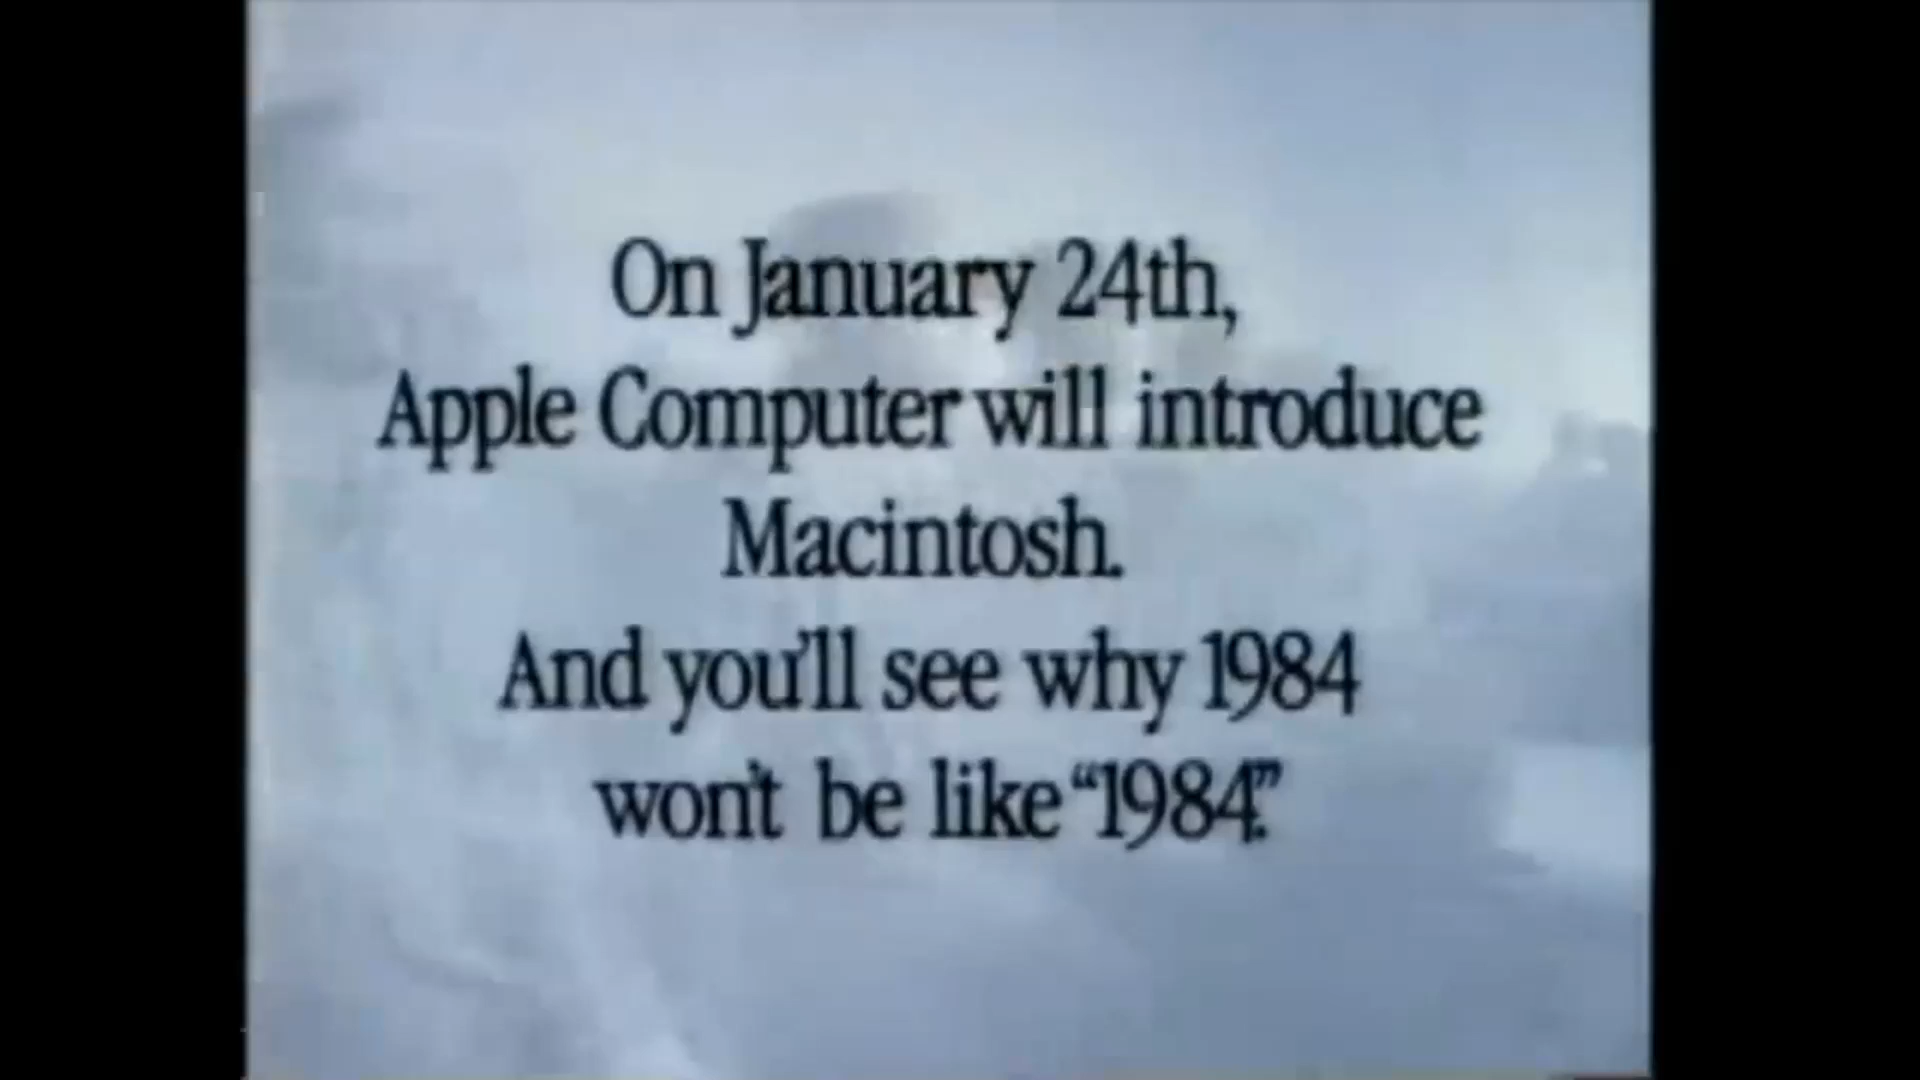 On January 24th,
Apple Computer will introduce
Macintosh.
And you'll see why 1984
won't be like “1984.”